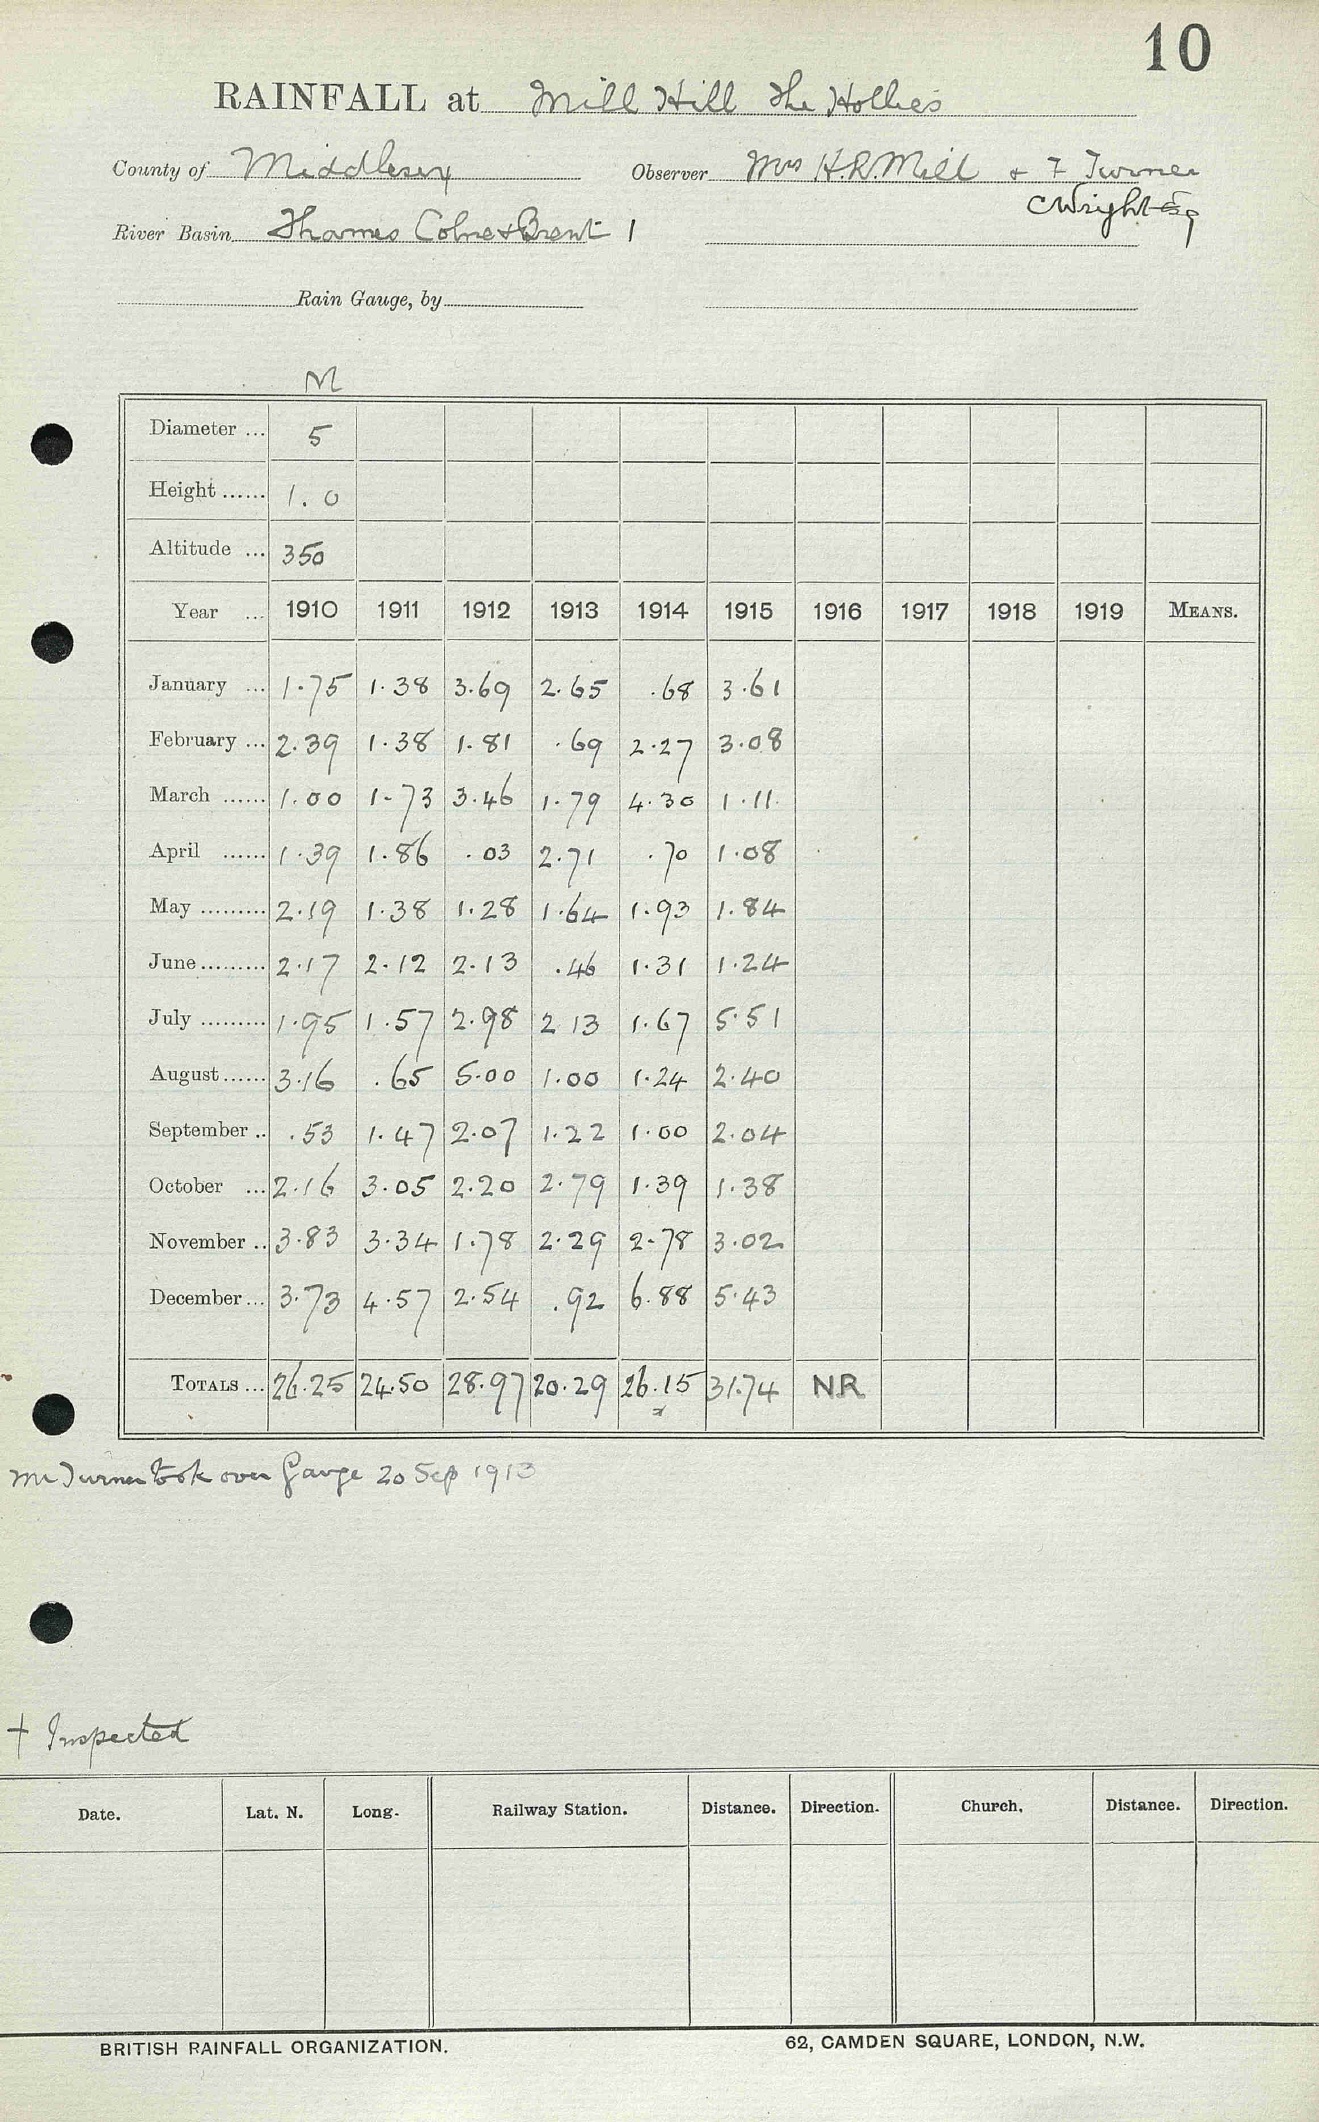 10
RAINFALL at Mill Hill The Hollies
County of Middlesex Observer Mrs H.R. Mill & F Turner
C Wright Esq
River Basin Thames Colne & Brent 1
Rain Gauge, by
M
Diameter ... 5
Height ...... 1.0
Altitude ... 350
Year ... 1910 1911 1912 1913 1914 1915 1916 1917 1918 1919 MEANS.
January ... 1.75 1.38 3.69 2.65 .68 3.61
February ... 2.39 1.38 1.81 .69 2.27 3.08
March ...... 1.00 1.73 3.46 1.79 4.30 1.11
April ...... 1.39 1.86 .03 2.71 .70 1.08
May ......... 2.19 1.38 1.28 1.64 1.93 1.84
June ......... 2.17 2.12 2.13 .46 1.31 1.24
July ......... 1.95 1.57 2.98 2 13 1.67 5.51
August ...... 3.16 .65 5.00 1.00 1.24 2.40
September .. .53 1.47 2.07 1.22 1.00 2.04
October ... 2.16 3.05 2.20 2.79 1.39 1.38
November .. 3.83 3.34 1.78 2.29 2.78 3.02
December ... 3.73 4.57 2.54 .92 6.88 5.43
TOTALS ... 26.25 24.50 28.97 20.29 26.15 31.74 NR
Mr Turner took over Gauge 20 Sep 1913
† Inspected
Date. Lat. N. Long. Railway Station. Distance. Direction. Church. Distance. Direction.
BRITISH RAINFALL ORGANIZATION. 62, CAMDEN SQUARE, LONDON, N.W.